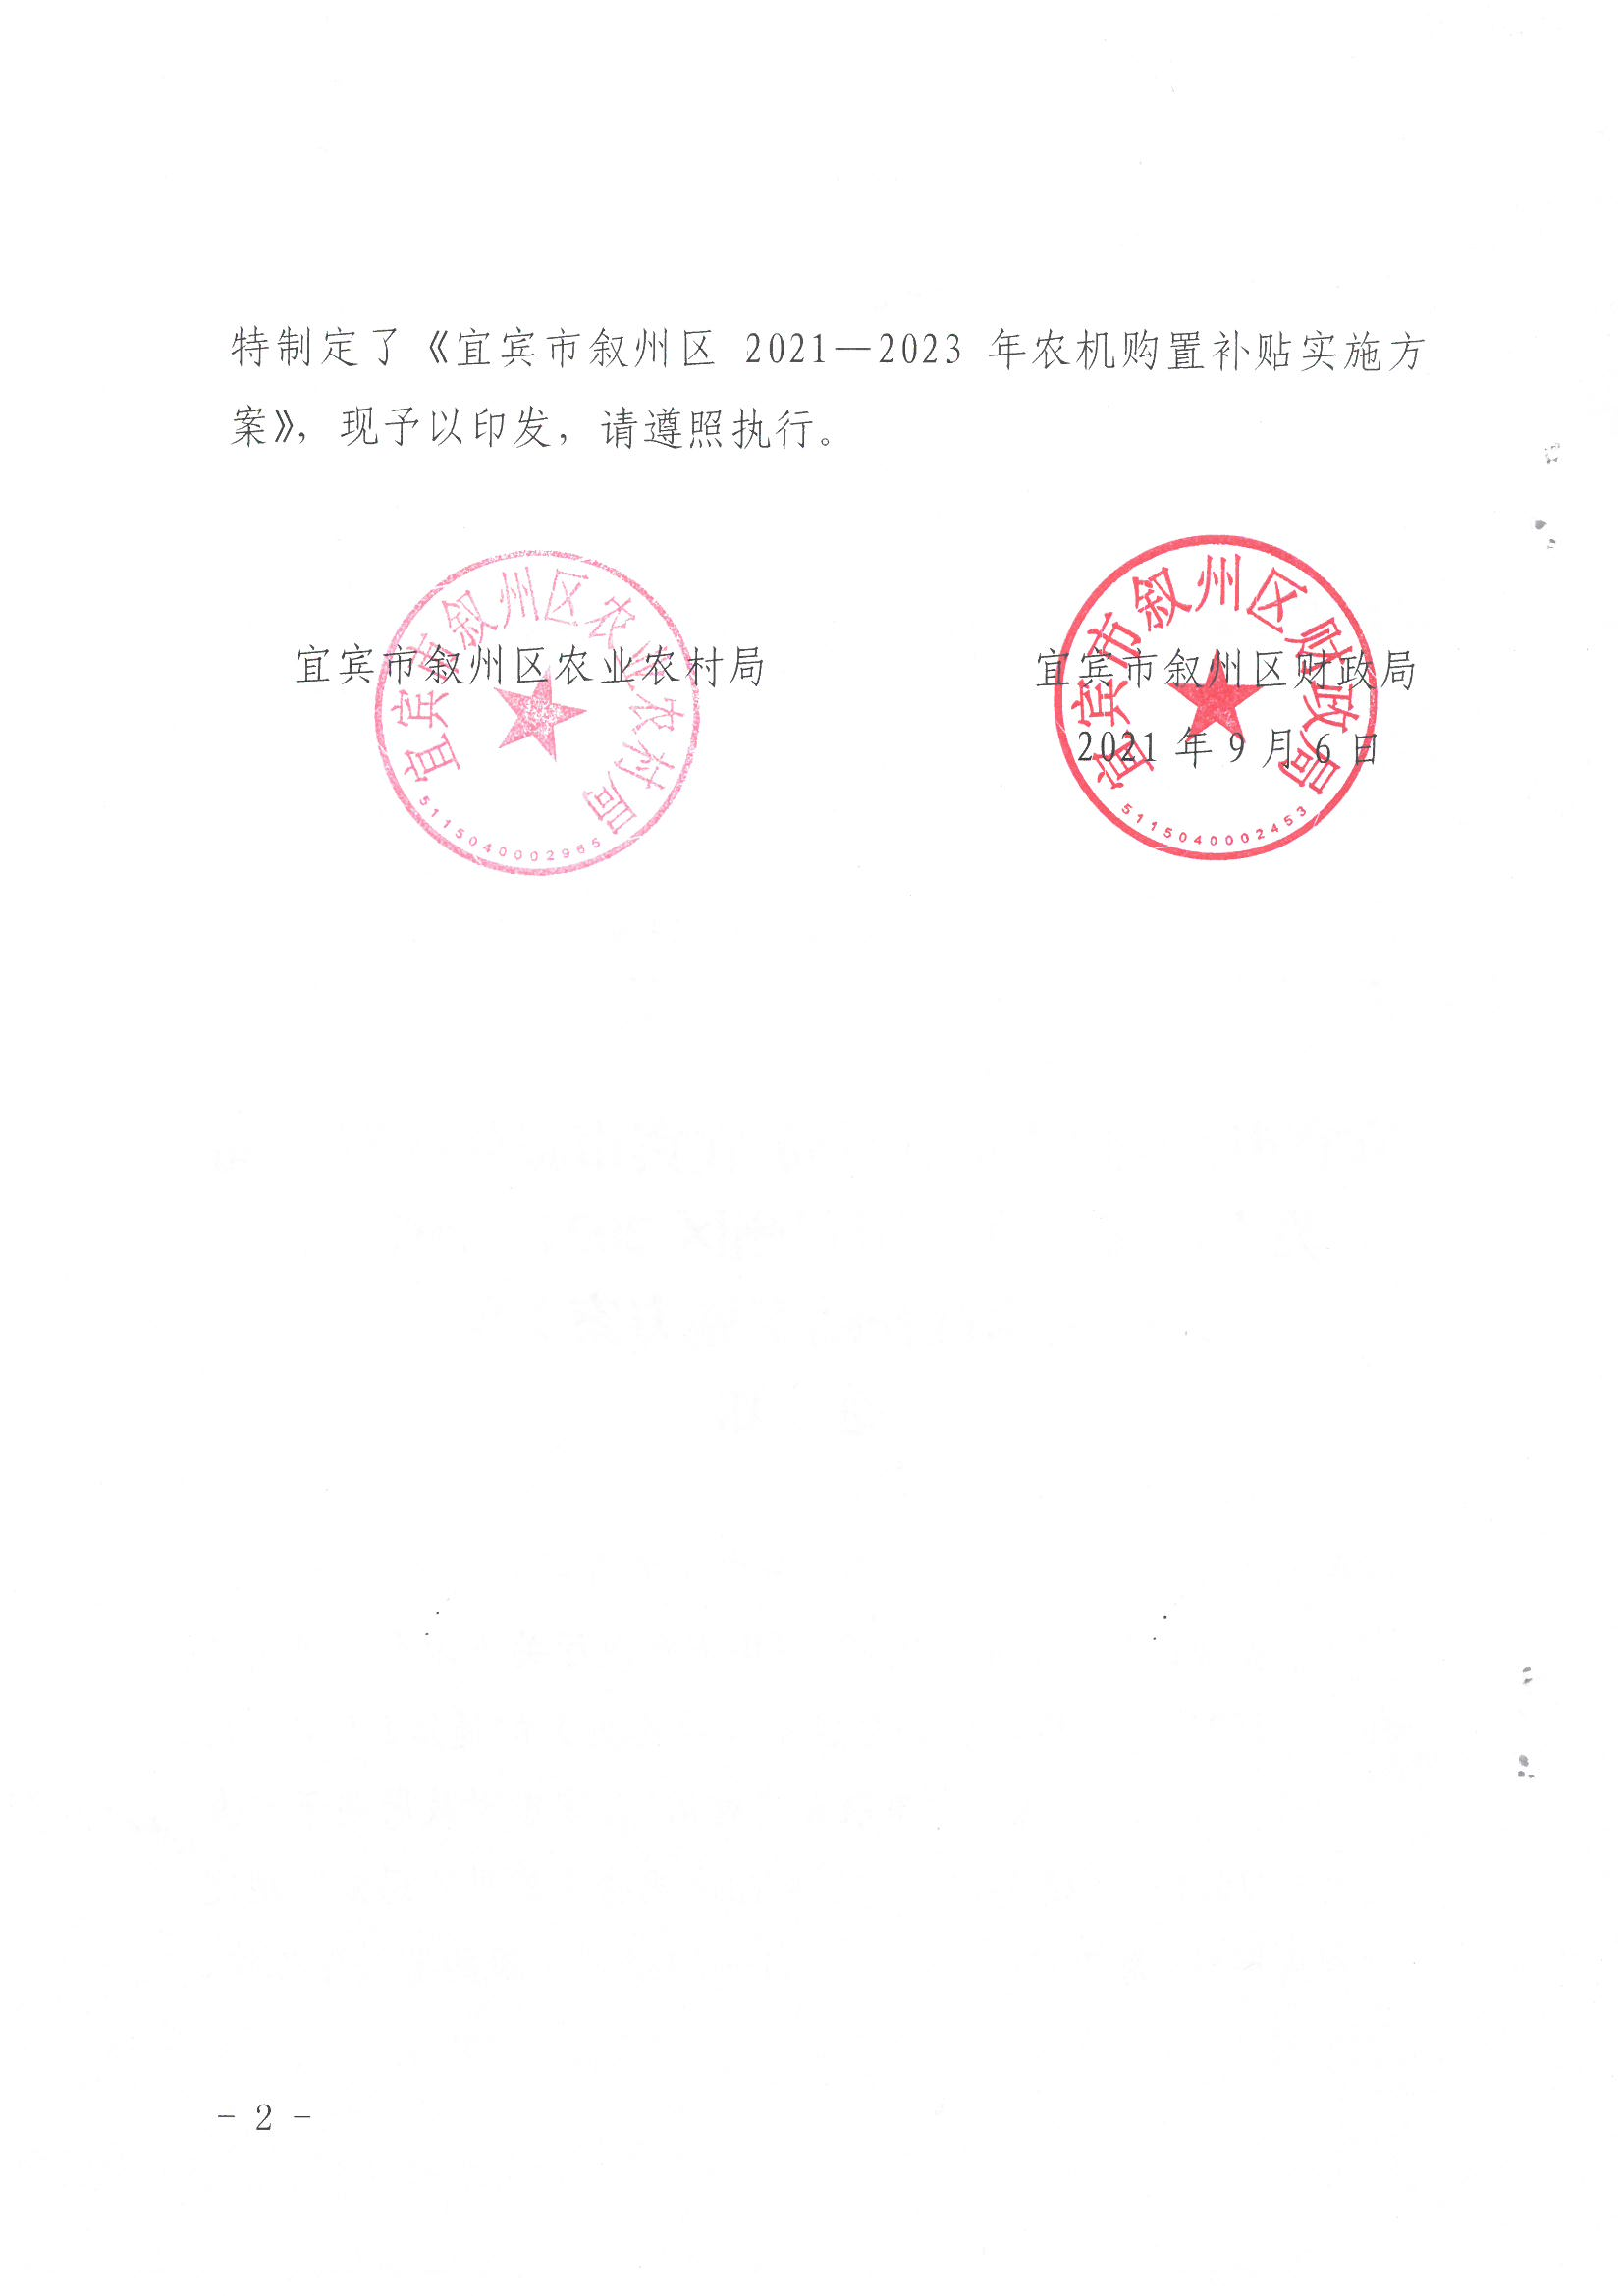 特制定了《宜宾市叙州区 2021—2023 年农机购置补贴实施方
案》，现予以印发，请遵照执行。
宜宾市叙州区农业农村局
宜宾市叙州区农业农村局
5115040002965
宜宾市叙州区财政局
宜宾市叙州区财政局
2021 年 9 月 6 日
5115040002453
- 2 -